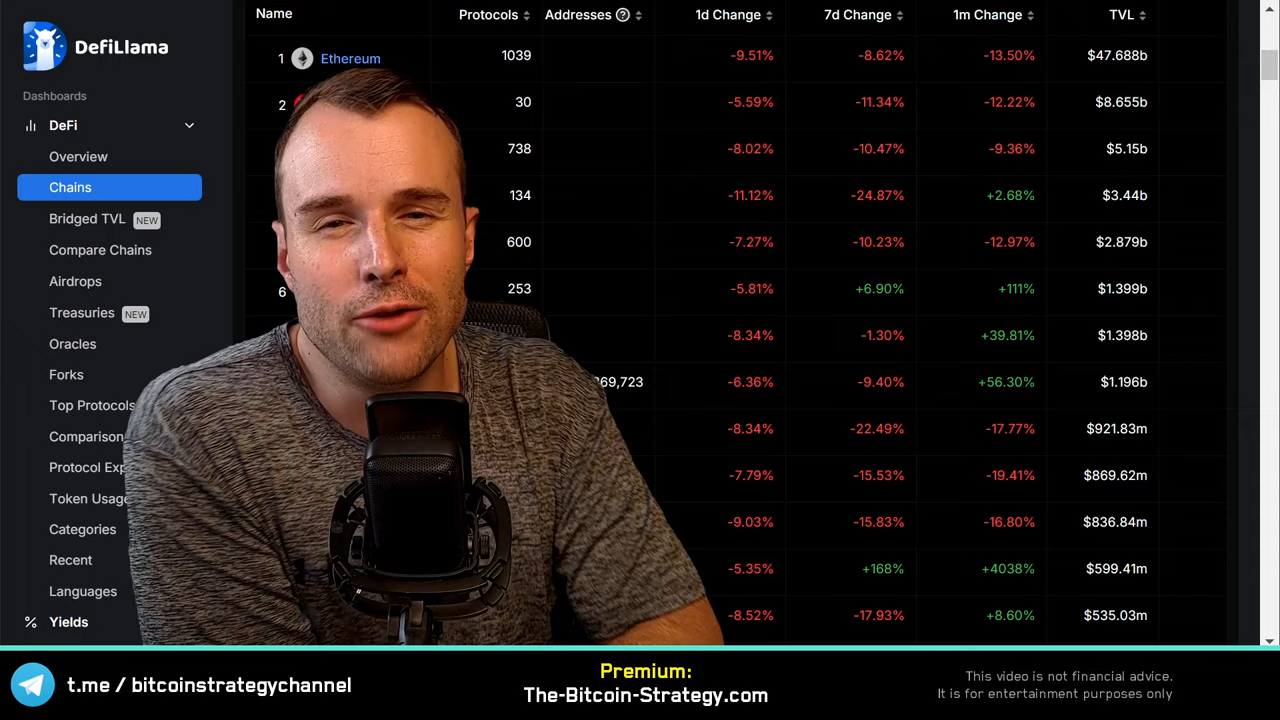 DefiLlama
Dashboards
DeFi
Overview
Chains
Bridged TVL NEW
Compare Chains
Airdrops
Treasuries NEW
Oracles
Forks
Top Protocols
Comparison
Protocol Exp
Token Usage
Categories
Recent
Languages
Yields
Name Protocols Addresses 1d Change 7d Change 1m Change TVL
1 Ethereum 1039 -9.51% -8.62% -13.50% $47.688b
2 30 -5.59% -11.34% -12.22% $8.655b
738 -8.02% -10.47% -9.36% $5.15b
134 -11.12% -24.87% +2.68% $3.44b
600 -7.27% -10.23% -12.97% $2.879b
6 253 -5.81% +6.90% +111% $1.399b
-8.34% -1.30% +39.81% $1.398b
69,723 -6.36% -9.40% +56.30% $1.196b
-8.34% -22.49% -17.77% $921.83m
-7.79% -15.53% -19.41% $869.62m
-9.03% -15.83% -16.80% $836.84m
-5.35% +168% +4038% $599.41m
-8.52% -17.93% +8.60% $535.03m
t.me / bitcoinstrategychannel
Premium:
The-Bitcoin-Strategy.com
This video is not financial advice.
It is for entertainment purposes only